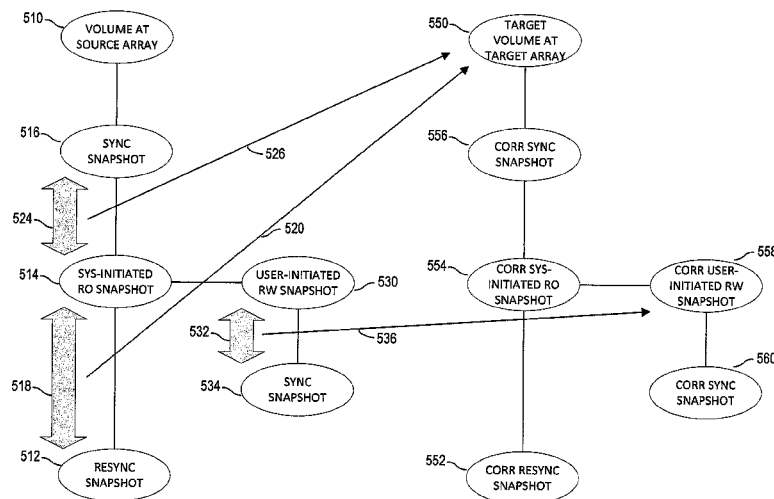 510
VOLUME AT
SOURCE ARRAY
550
TARGET
VOLUME AT
TARGET ARRAY
516
SYNC
SNAPSHOT
526
556
CORR SYNC
SNAPSHOT
524
520
514
SYS-INITIATED
RO SNAPSHOT
USER-INITIATED
RW SNAPSHOT
530
554
CORR SYS-
INITIATED RO
SNAPSHOT
558
CORR USER-
INITIATED RW
SNAPSHOT
532
536
518
534
SYNC
SNAPSHOT
560
CORR SYNC
SNAPSHOT
512
RESYNC
SNAPSHOT
552
CORR RESYNC
SNAPSHOT